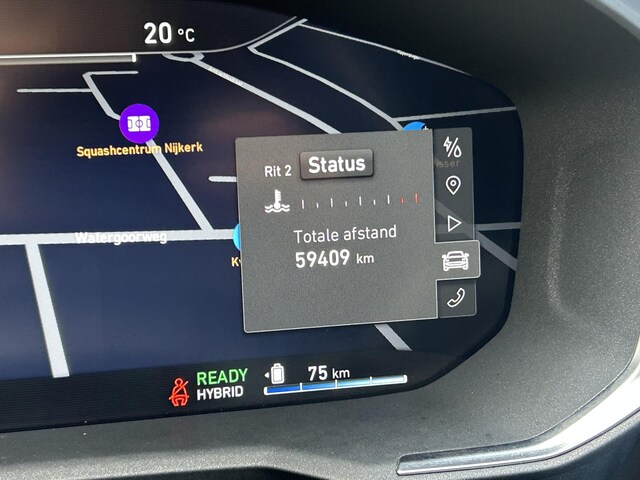 20 °C
Squashcentrum Nijkerk
Rit 2 Status
Totale afstand
59409 km
Watergoorweg
READY
HYBRID
75 km